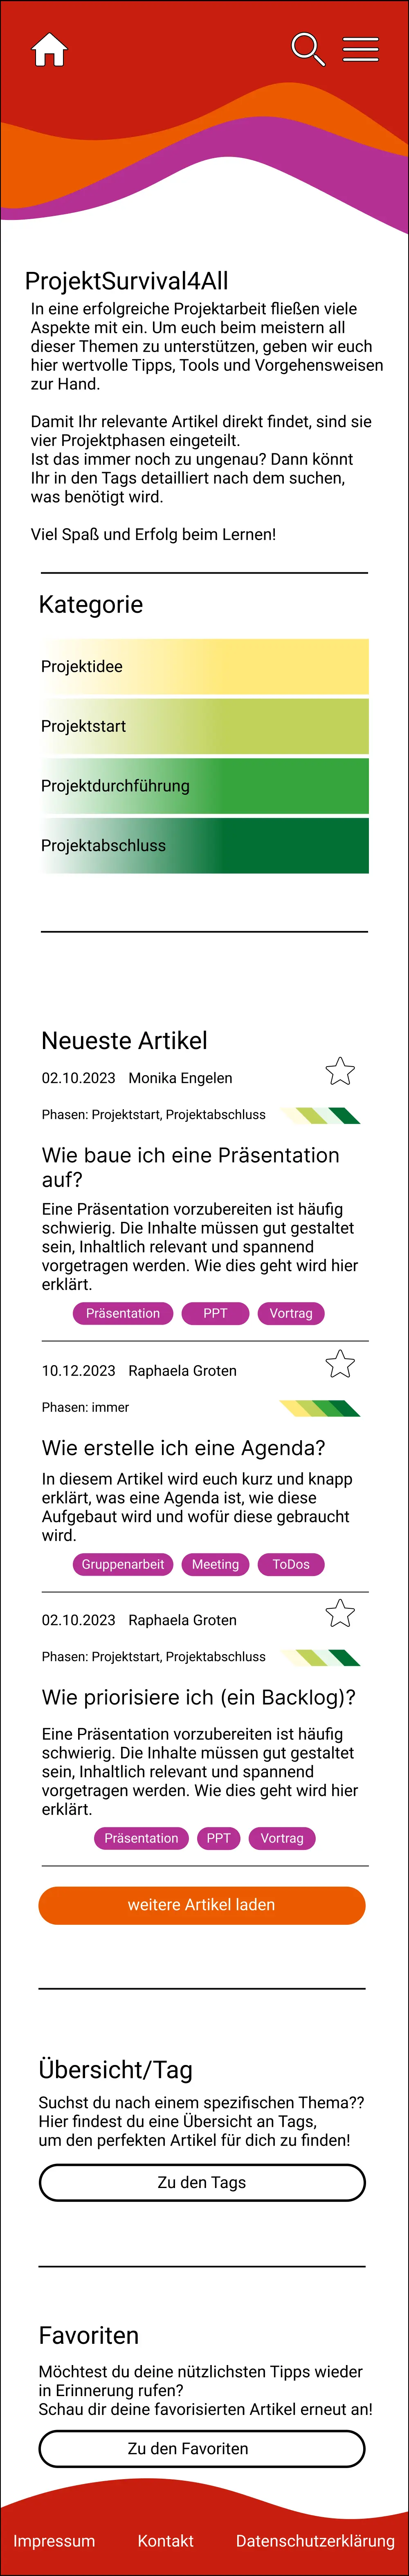 ProjektSurvival4All
In eine erfolgreiche Projektarbeit fließen viele
Aspekte mit ein. Um euch beim meistern all
dieser Themen zu unterstützen, geben wir euch
hier wertvolle Tipps, Tools und Vorgehensweisen
zur Hand.
Damit Ihr relevante Artikel direkt findet, sind sie
vier Projektphasen eingeteilt.
Ist das immer noch zu ungenau? Dann könnt
Ihr in den Tags detailliert nach dem suchen,
was benötigt wird.
Viel Spaß und Erfolg beim Lernen!
Kategorie
Projektidee
Projektstart
Projektdurchführung
Projektabschluss
Neueste Artikel
02.10.2023 Monika Engelen
Phasen: Projektstart, Projektabschluss
Wie baue ich eine Präsentation
auf?
Eine Präsentation vorzubereiten ist häufig
schwierig. Die Inhalte müssen gut gestaltet
sein, Inhaltlich relevant und spannend
vorgetragen werden. Wie dies geht wird hier
erklärt.
Präsentation PPT Vortrag
10.12.2023 Raphaela Groten
Phasen: immer
Wie erstelle ich eine Agenda?
In diesem Artikel wird euch kurz und knapp
erklärt, was eine Agenda ist, wie diese
Aufgebaut wird und wofür diese gebraucht
wird.
Gruppenarbeit Meeting ToDos
02.10.2023 Raphaela Groten
Phasen: Projektstart, Projektabschluss
Wie priorisiere ich (ein Backlog)?
Eine Präsentation vorzubereiten ist häufig
schwierig. Die Inhalte müssen gut gestaltet
sein, Inhaltlich relevant und spannend
vorgetragen werden. Wie dies geht wird hier
erklärt.
Präsentation PPT Vortrag
weitere Artikel laden
Übersicht/Tag
Suchst du nach einem spezifischen Thema??
Hier findest du eine Übersicht an Tags,
um den perfekten Artikel für dich zu finden!
Zu den Tags
Favoriten
Möchtest du deine nützlichsten Tipps wieder
in Erinnerung rufen?
Schau dir deine favorisierten Artikel erneut an!
Zu den Favoriten
Impressum Kontakt Datenschutzerklärung